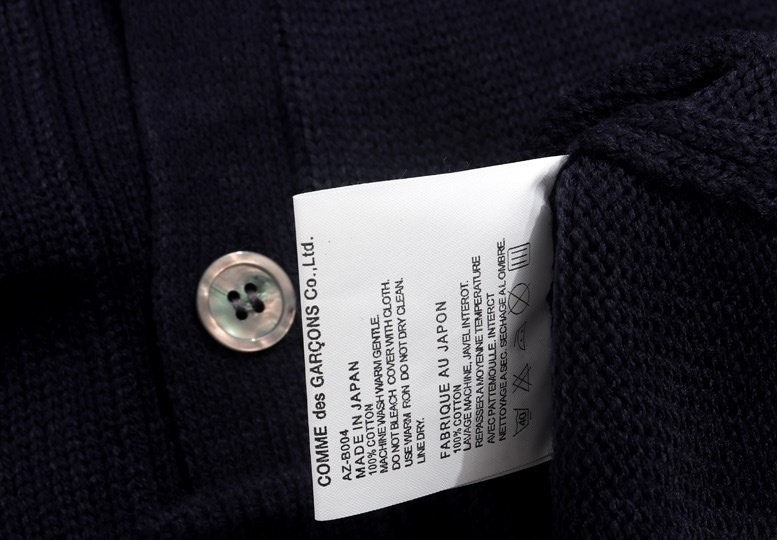 COMME des GARÇONS Co.,Ltd.
AZ-B004
MADE IN JAPAN
100% COTTON
MACHINE WASH WARM GENTLE.
DO NOT BLEACH. COVER WITH CLOTH.
USE WARM RON DO NOT DRY CLEAN.
LINE DRY.
FABRIQUE AU JAPON
100% COTTON
LAVAGE MACHINE, JAVEL INTEROT.
REPASSER A MOYENNE TEMPERATURE
AVEC PATTEMOUILLE. INTERCT
NETTOYAGE A SEC. SECHAGE A L OMBRE.
40